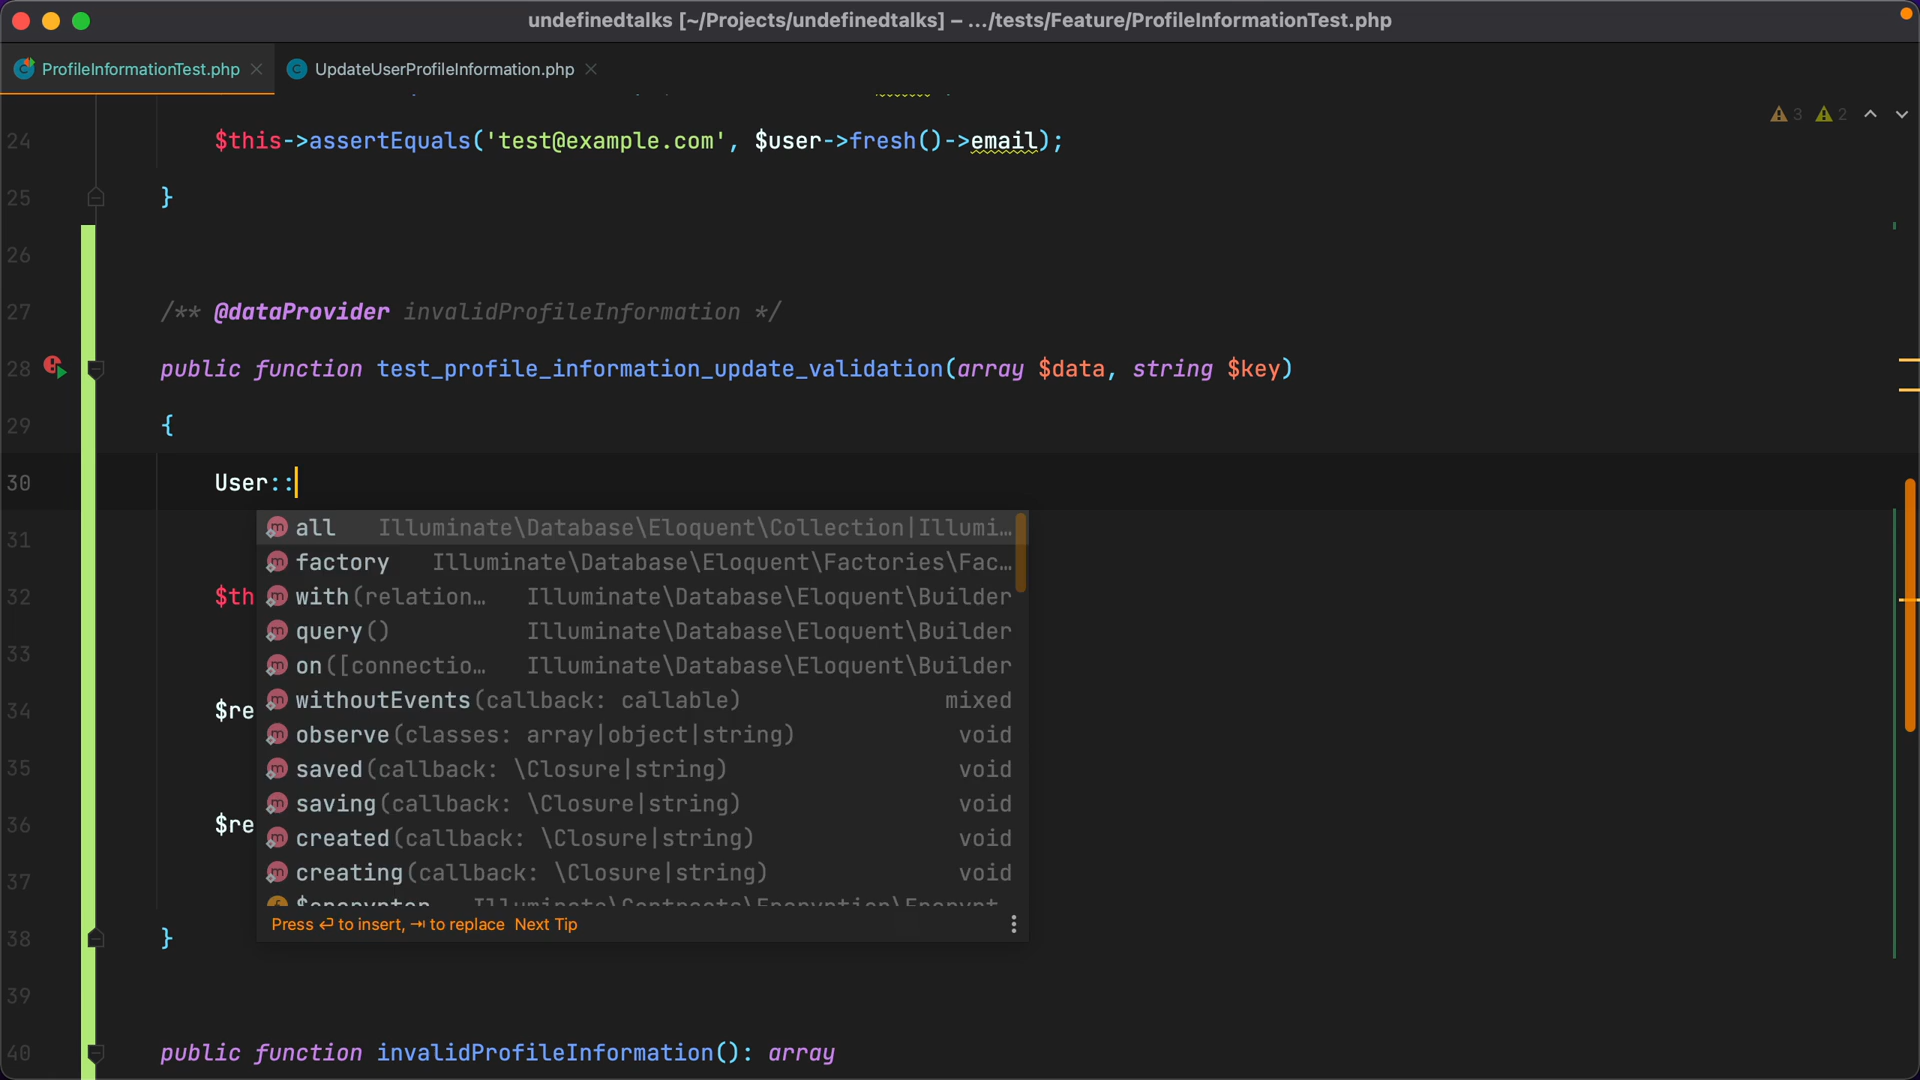 undefinedtalks [~/Projects/undefinedtalks] – .../tests/Feature/ProfileInformationTest.php
ProfileInformationTest.php
UpdateUserProfileInformation.php
3 2
24 $this->assertEquals('test@example.com', $user->fresh()->email);
25 }
26
27 /** @dataProvider invalidProfileInformation */
28 public function test_profile_information_update_validation(array $data, string $key)
29 {
30 User::
all Illuminate\Database\Eloquent\Collection|Illumi…
31
factory Illuminate\Database\Eloquent\Factories\Fac…
32 $th
with(relation… Illuminate\Database\Eloquent\Builder
query() Illuminate\Database\Eloquent\Builder
33
on([connectio… Illuminate\Database\Eloquent\Builder
withoutEvents(callback: callable) mixed
34 $re
observe(classes: array|object|string) void
35
saved(callback: \Closure|string) void
saving(callback: \Closure|string) void
36 $re
created(callback: \Closure|string) void
creating(callback: \Closure|string) void
37
Press ⏎ to insert, ⇥ to replace Next Tip
38 }
39
40 public function invalidProfileInformation(): array